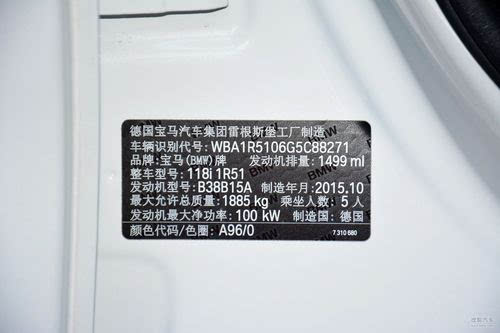 德国宝马汽车集团雷根斯堡工厂制造
车辆识别代号: WBA1R5106G5C88271
品牌: 宝马(BMW)牌 发动机排量: 1499 ml
整车型号: 118i 1R51
发动机型号: B38B15A 制造年月: 2015.10
最大允许总质量: 1885 kg 乘坐人数: 5 人
发动机最大净功率: 100 kW 制造国: 德国
颜色代码/色圈: A96/0 7 310 680